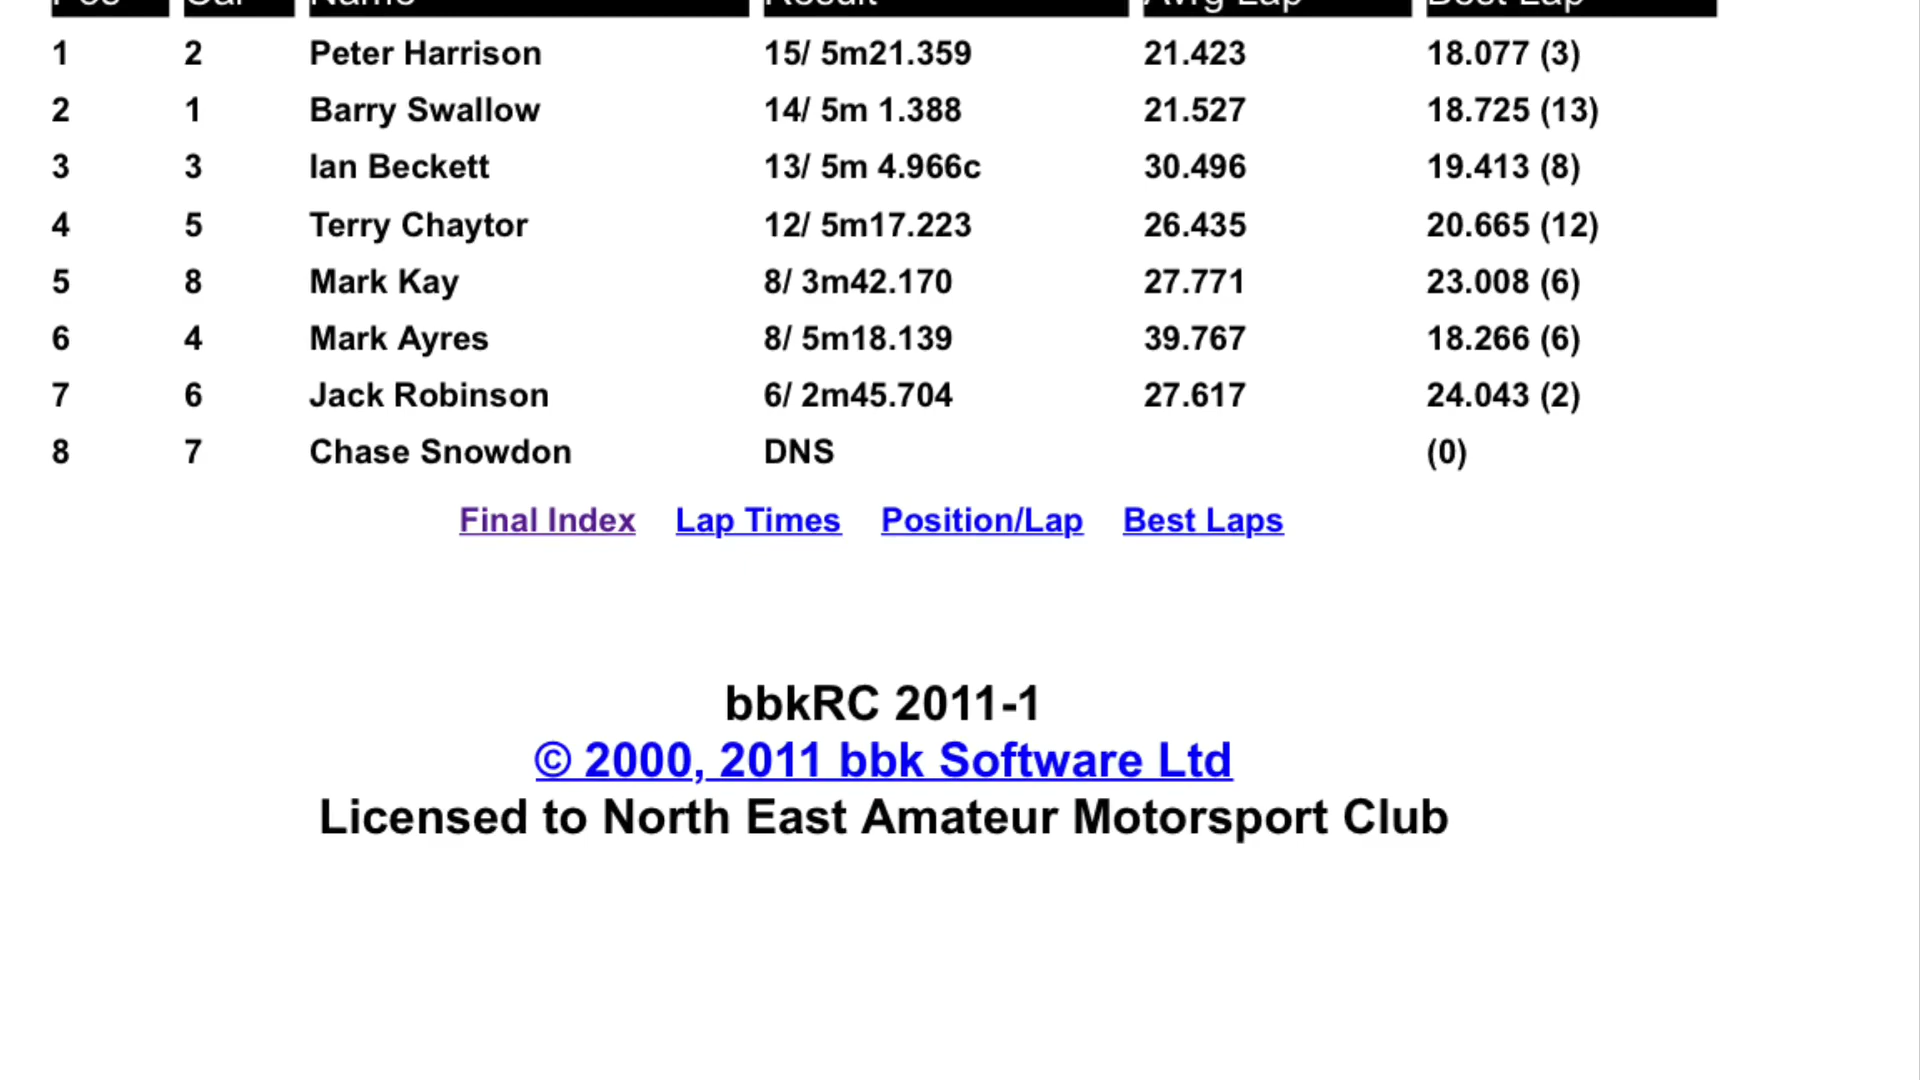 Pos Car Name Result Avrg Lap Best Lap
1 2 Peter Harrison 15/ 5m21.359 21.423 18.077 (3)
2 1 Barry Swallow 14/ 5m 1.388 21.527 18.725 (13)
3 3 Ian Beckett 13/ 5m 4.966c 30.496 19.413 (8)
4 5 Terry Chaytor 12/ 5m17.223 26.435 20.665 (12)
5 8 Mark Kay 8/ 3m42.170 27.771 23.008 (6)
6 4 Mark Ayres 8/ 5m18.139 39.767 18.266 (6)
7 6 Jack Robinson 6/ 2m45.704 27.617 24.043 (2)
8 7 Chase Snowdon DNS (0)
Final Index Lap Times Position/Lap Best Laps
bbkRC 2011-1
© 2000, 2011 bbk Software Ltd
Licensed to North East Amateur Motorsport Club